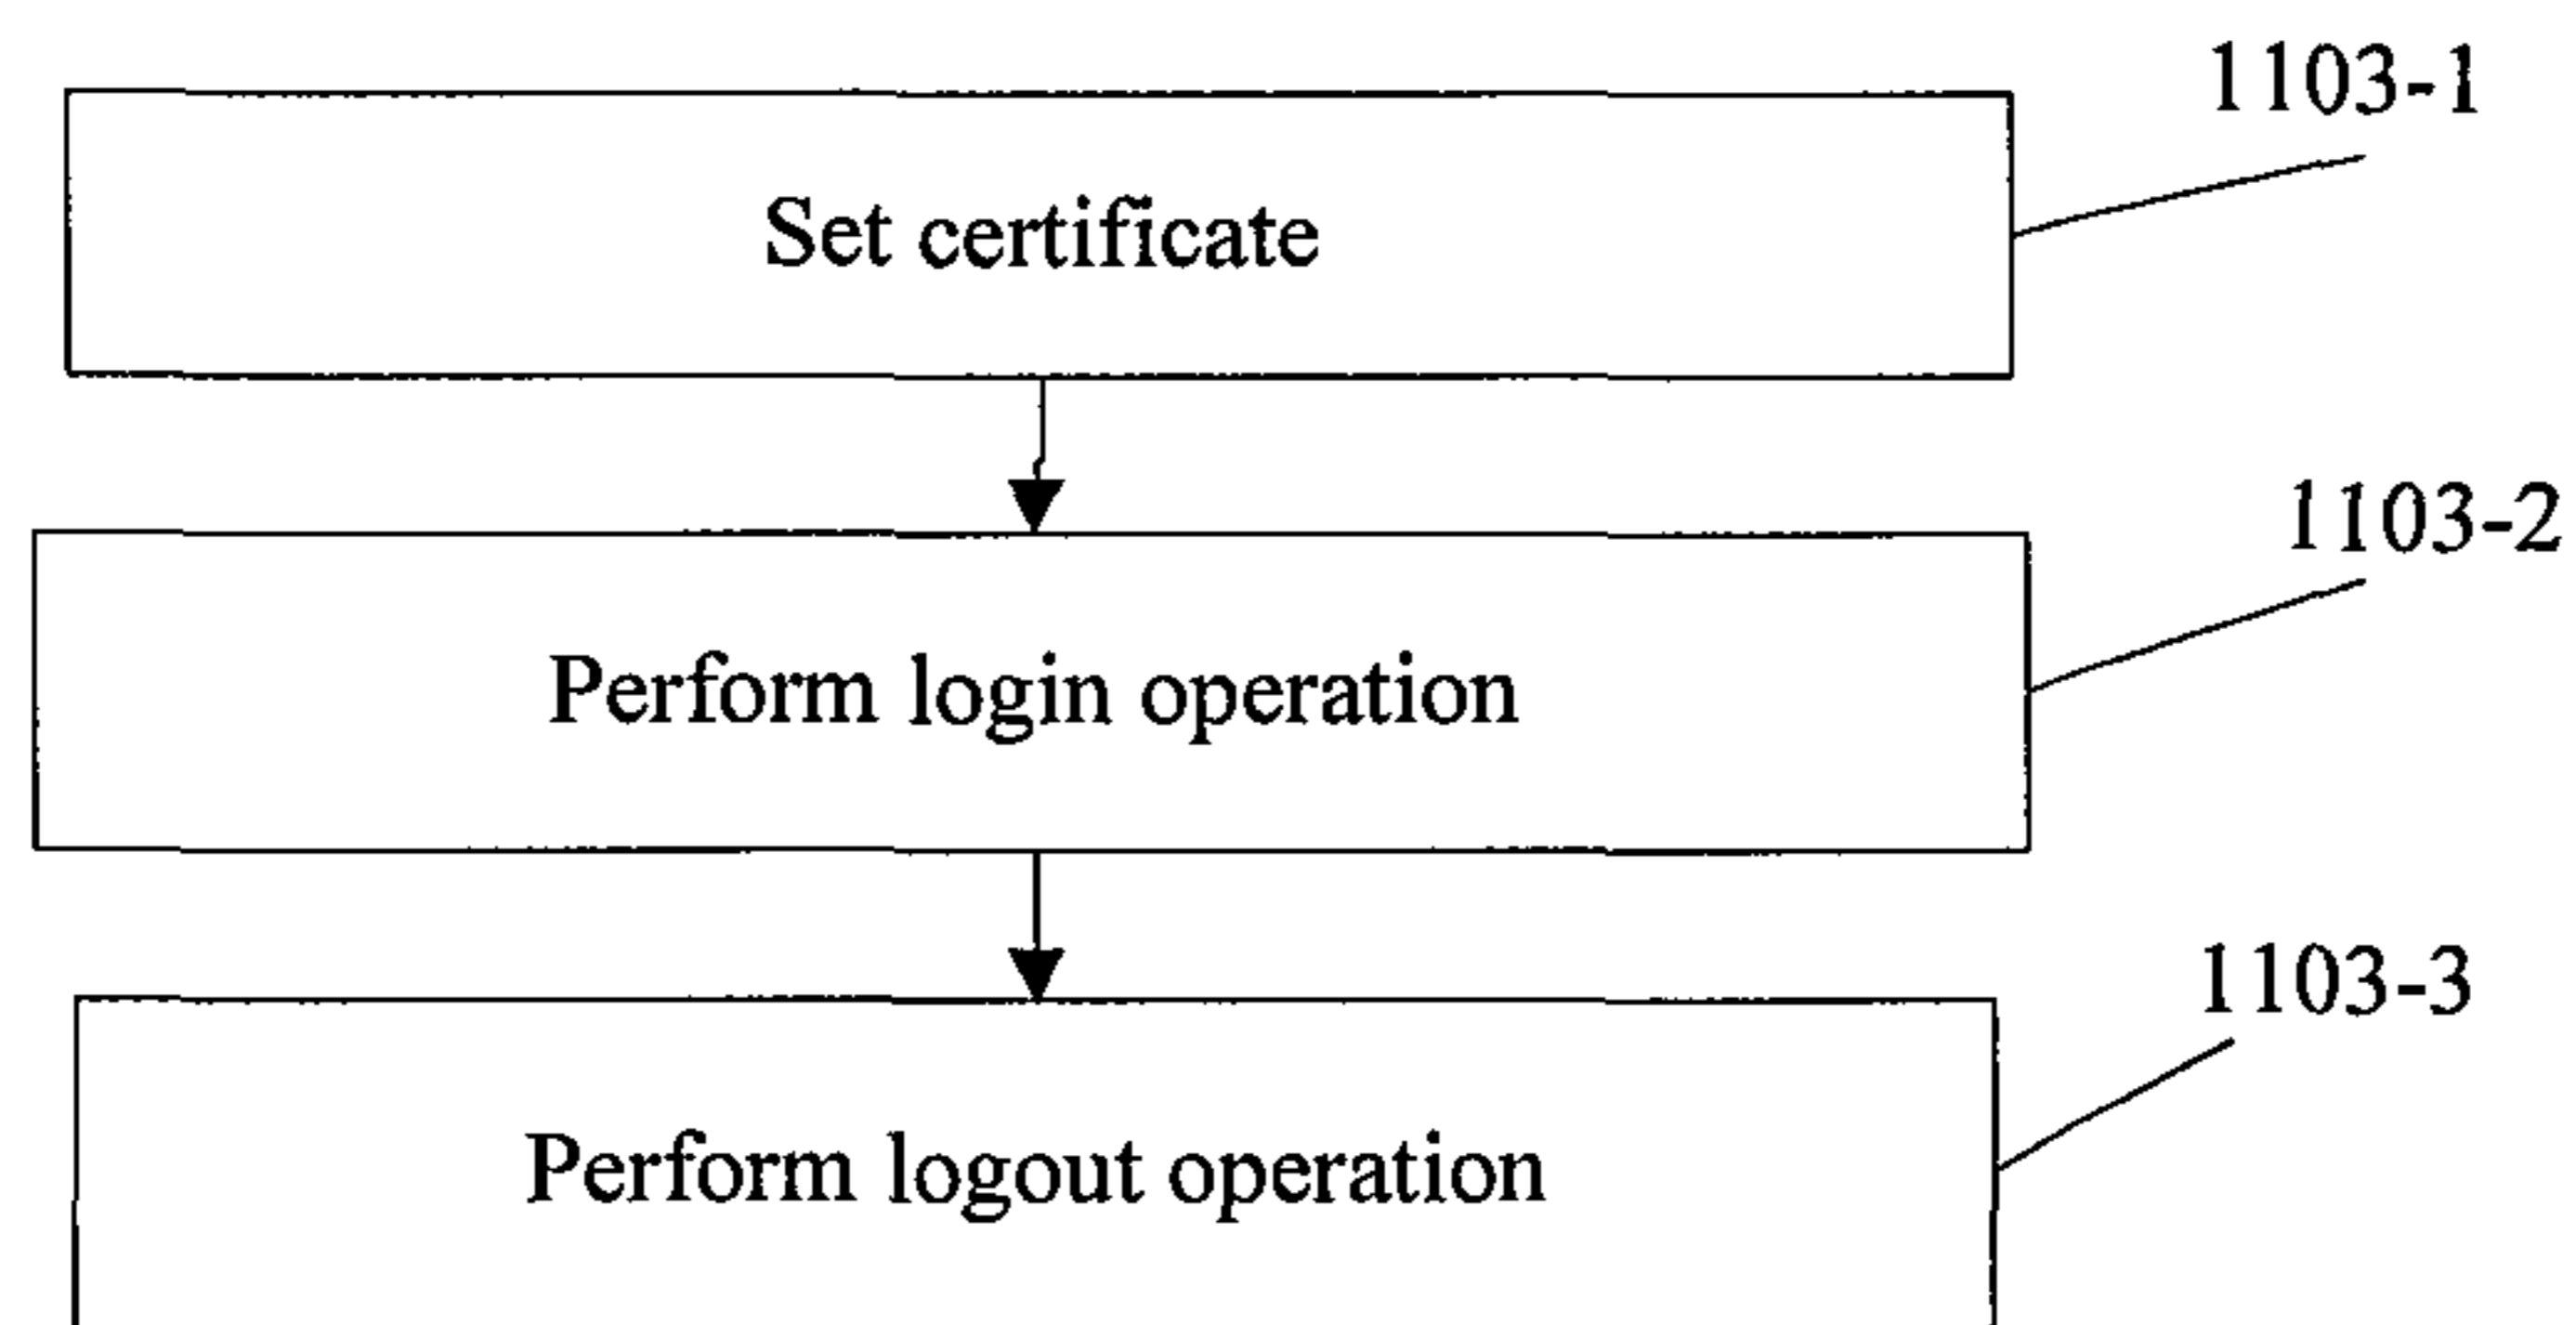 1103-1
Set certificate
1103-2
Perform login operation
1103-3
Perform logout operation